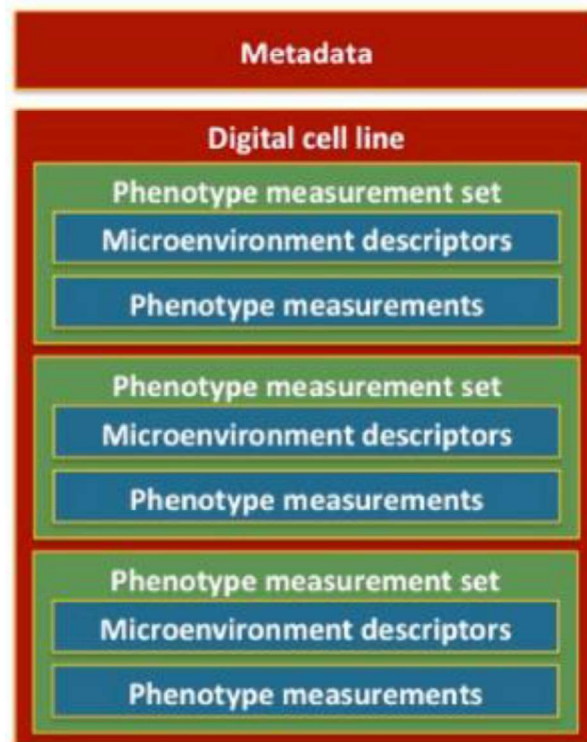 Metadata
Digital cell line
Phenotype measurement set
Microenvironment descriptors
Phenotype measurements
Phenotype measurement set
Microenvironment descriptors
Phenotype measurements
Phenotype measurement set
Microenvironment descriptors
Phenotype measurements